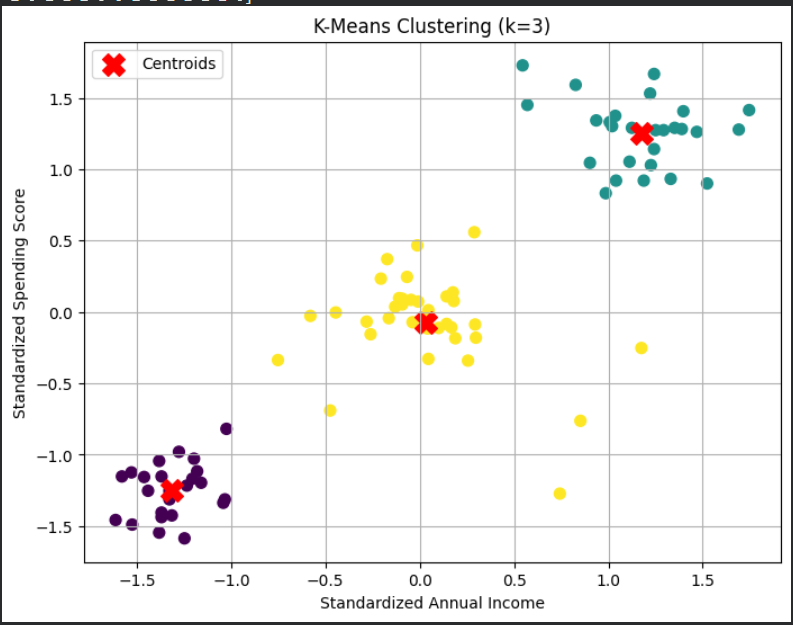 K-Means Clustering (k=3)
Centroids
Standardized Spending Score
1.5
1.0
0.5
0.0
−0.5
−1.0
−1.5
−1.5 −1.0 −0.5 0.0 0.5 1.0 1.5
Standardized Annual Income